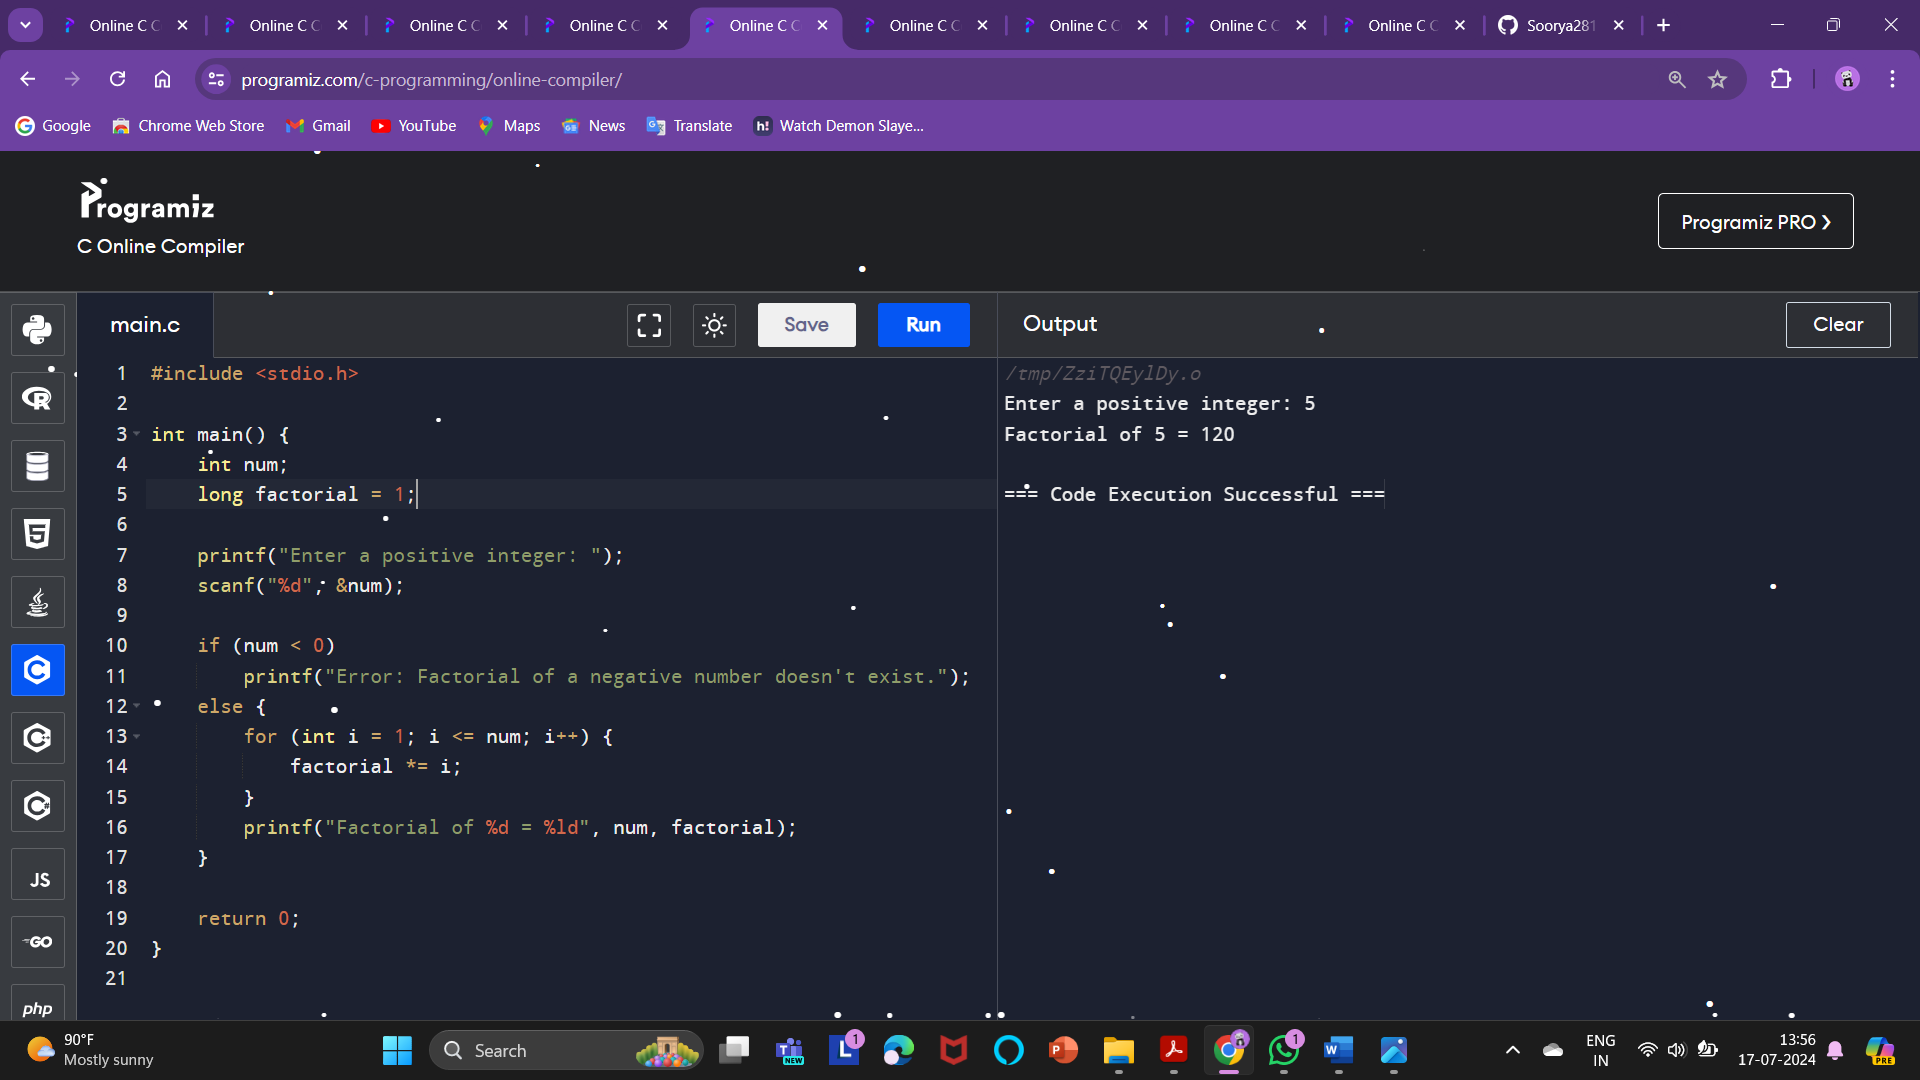 Online C C
Online C C
Online C C
Online C C
Online C C
Online C C
Online C C
Online C C
Online C C
Soorya281
programiz.com/c-programming/online-compiler/
Google
Chrome Web Store
Gmail
YouTube
Maps
News
Translate
h! Watch Demon Slaye...
Programiz
C Online Compiler
Programiz PRO ❯
main.c
Save
Run
Output
Clear
1 #include <stdio.h>
2
3 int main() {
4     int num;
5     long factorial = 1;
6
7     printf("Enter a positive integer: ");
8     scanf("%d", &num);
9
10     if (num < 0)
11         printf("Error: Factorial of a negative number doesn't exist.");
12     else {
13         for (int i = 1; i <= num; i++) {
14             factorial *= i;
15         }
16         printf("Factorial of %d = %ld", num, factorial);
17     }
18
19     return 0;
20 }
21
/tmp/ZziTQEylDy.o
Enter a positive integer: 5
Factorial of 5 = 120
=== Code Execution Successful ===
R
5
C
C++
C#
JS
GO
php
90°F
Mostly sunny
Search
NEW
L
1
P
1
W
ENG
IN
13:56
17-07-2024
PRE